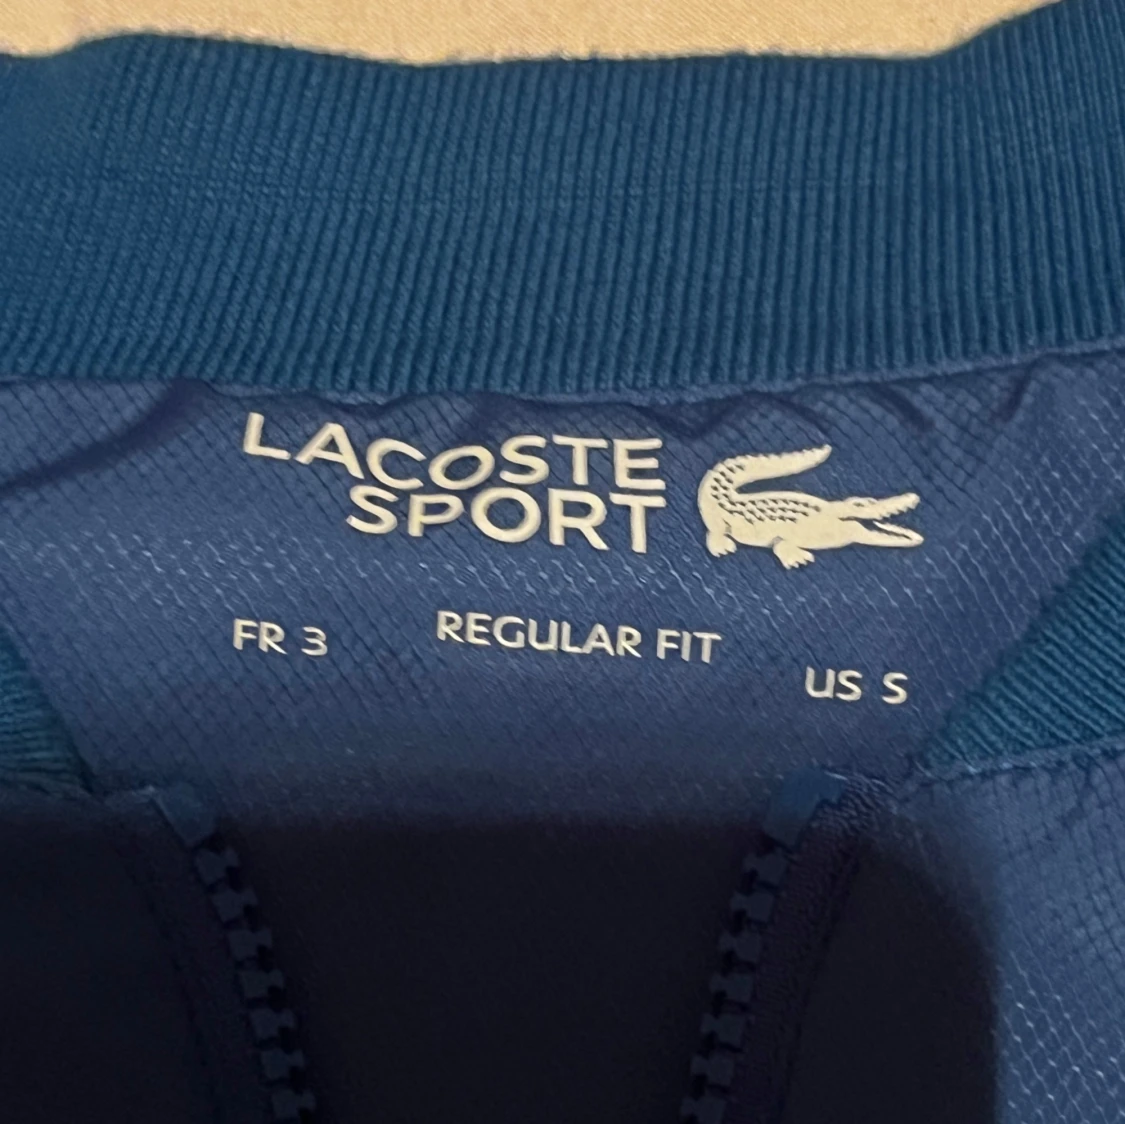 LACOSTE
SPORT
FR 3 REGULAR FIT US S